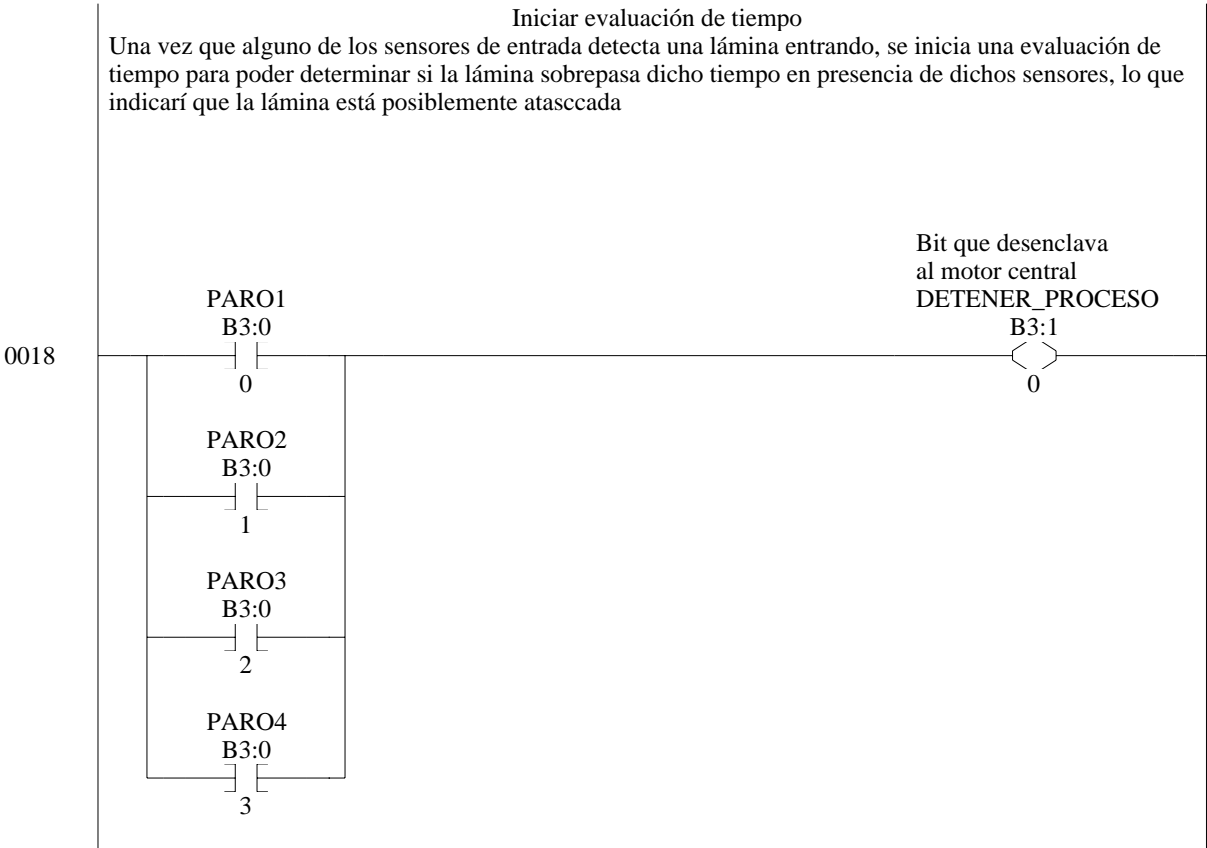 Iniciar evaluación de tiempo
Una vez que alguno de los sensores de entrada detecta una lámina entrando, se inicia una evaluación de
tiempo para poder determinar si la lámina sobrepasa dicho tiempo en presencia de dichos sensores, lo que
indicarí que la lámina está posiblemente atasccada
Bit que desenclava
al motor central
DETENER_PROCESO
B3:1
0
0018
PARO1
B3:0
0
PARO2
B3:0
1
PARO3
B3:0
2
PARO4
B3:0
3